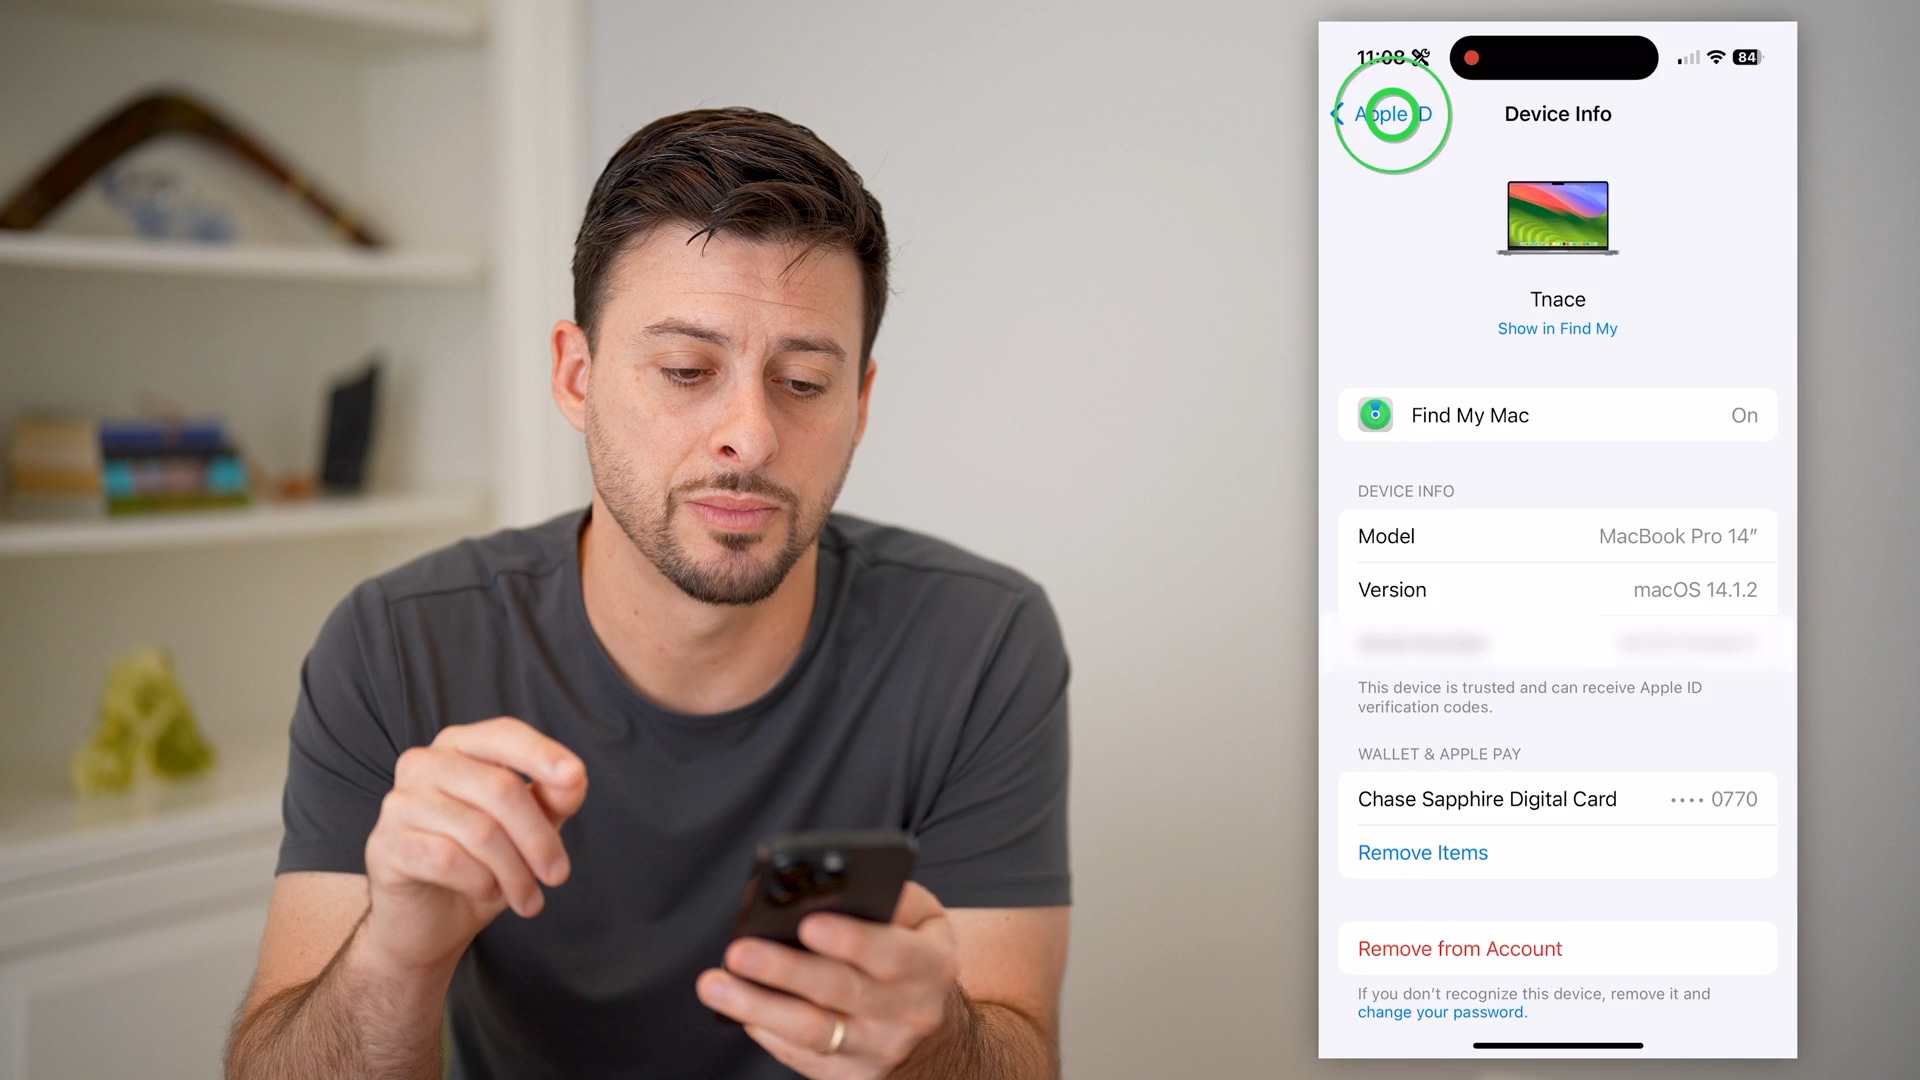 11:08
84
Apple ID
Device Info
Tnace
Show in Find My
Find My Mac On
DEVICE INFO
Model MacBook Pro 14”
Version macOS 14.1.2
This device is trusted and can receive Apple ID
verification codes.
WALLET & APPLE PAY
Chase Sapphire Digital Card •••• 0770
Remove Items
Remove from Account
If you don’t recognize this device, remove it and
change your password.